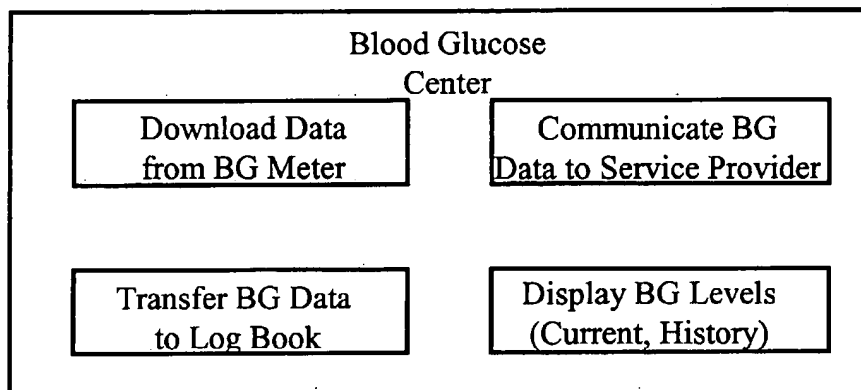 Blood Glucose
Center
Download Data
from BG Meter
Communicate BG
Data to Service Provider
Transfer BG Data
to Log Book
Display BG Levels
(Current, History)